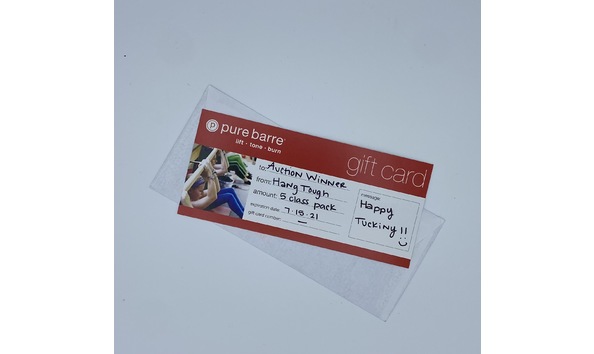 pure barre
lift • tone • burn
gift card
to: Auction Winner
from: Hang Tough
amount: 5 class pack
expiration date: 7.15.21
gift card number: —
message:
Happy
Tucking!!